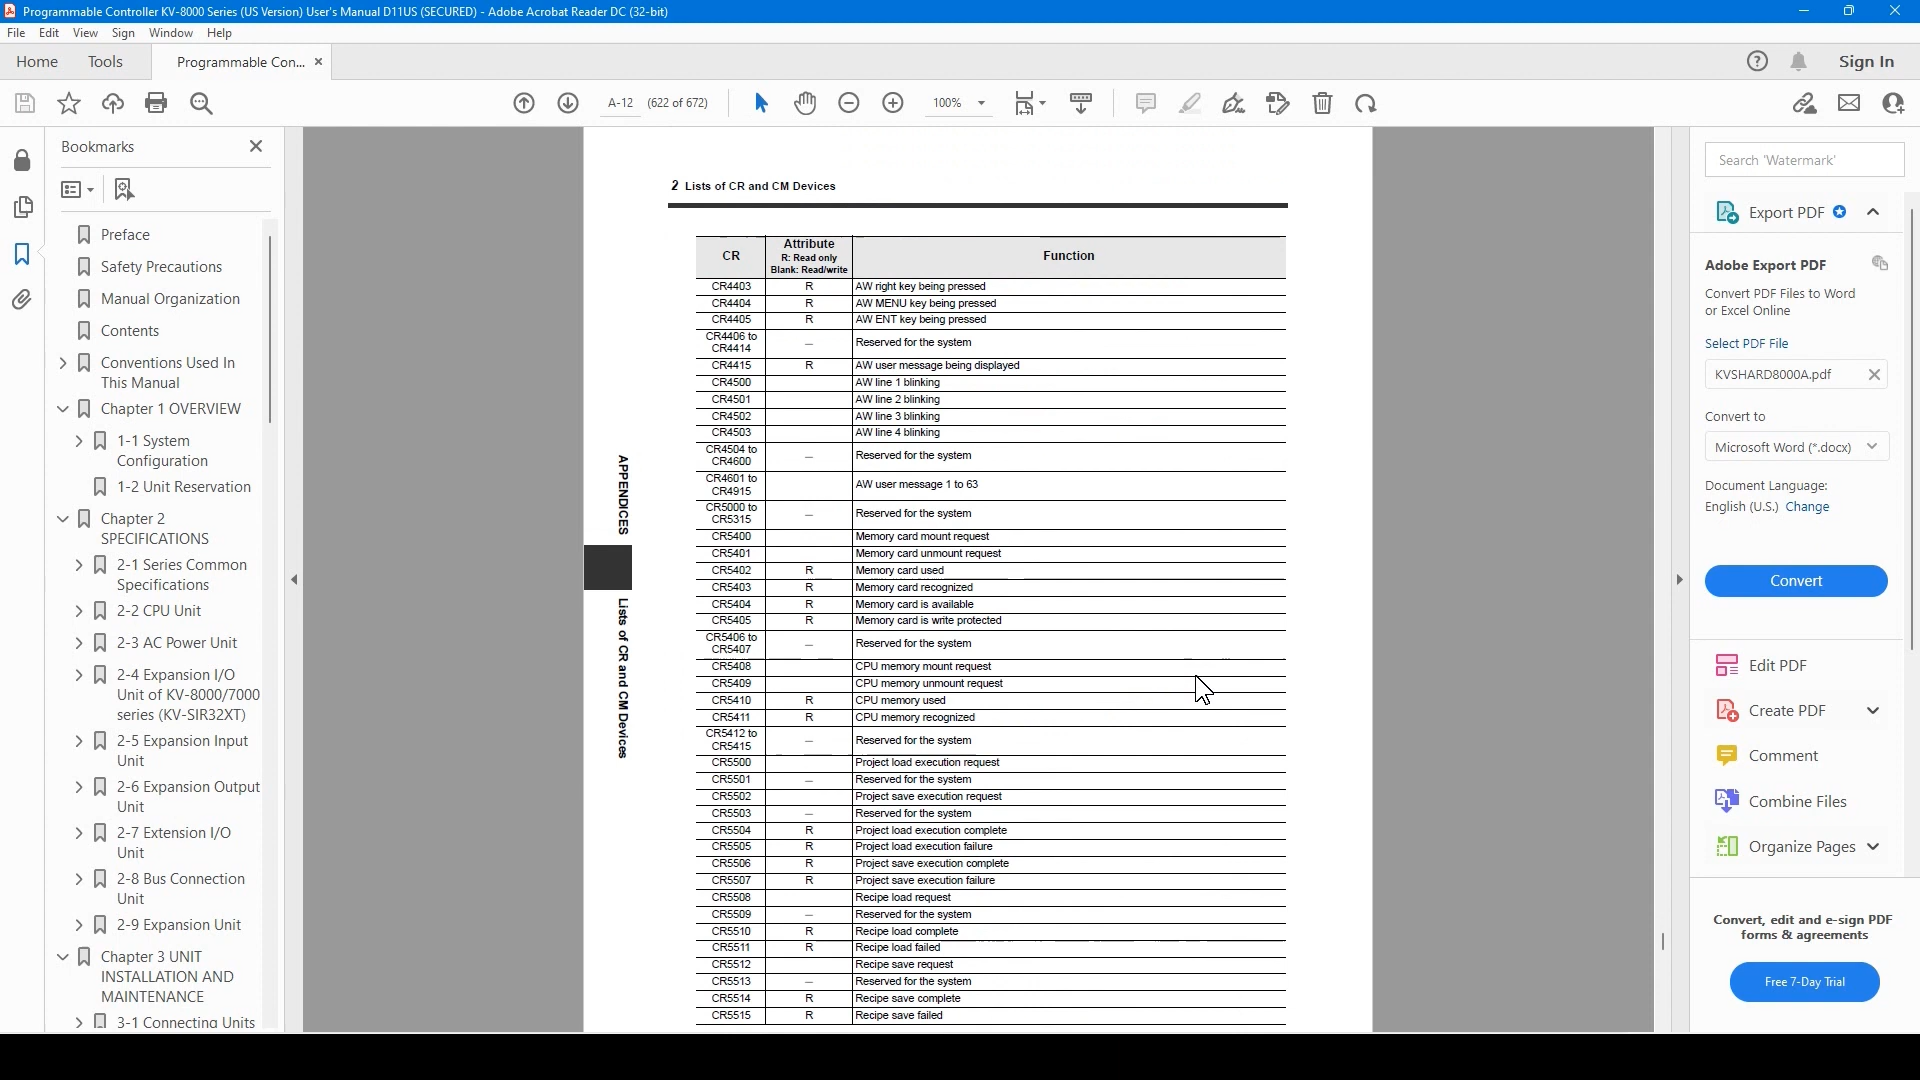 Programmable Controller KV-8000 Series (US Version) User's Manual D11US (SECURED) - Adobe Acrobat Reader DC (32-bit)
File Edit View Sign Window Help
Home Tools Programmable Con... Sign In
A-12 (622 of 672) 100%
Bookmarks
Preface
Safety Precautions
Manual Organization
Contents
Conventions Used In
This Manual
Chapter 1 OVERVIEW
1-1 System
Configuration
1-2 Unit Reservation
Chapter 2
SPECIFICATIONS
2-1 Series Common
Specifications
2-2 CPU Unit
2-3 AC Power Unit
2-4 Expansion I/O
Unit of KV-8000/7000
series (KV-SIR32XT)
2-5 Expansion Input
Unit
2-6 Expansion Output
Unit
2-7 Extension I/O
Unit
2-8 Bus Connection
Unit
2-9 Expansion Unit
Chapter 3 UNIT
INSTALLATION AND
MAINTENANCE
3-1 Connecting Units
2 Lists of CR and CM Devices
APPENDICES
Lists of CR and CM Devices
CR Attribute Function
R: Read only
Blank: Read/write
CR4403 R AW right key being pressed
CR4404 R AW MENU key being pressed
CR4405 R AW ENT key being pressed
CR4406 to
CR4414 — Reserved for the system
CR4415 R AW user message being displayed
CR4500 AW line 1 blinking
CR4501 AW line 2 blinking
CR4502 AW line 3 blinking
CR4503 AW line 4 blinking
CR4504 to
CR4600 — Reserved for the system
CR4601 to
CR4915 AW user message 1 to 63
CR5000 to
CR5315 — Reserved for the system
CR5400 Memory card mount request
CR5401 Memory card unmount request
CR5402 R Memory card used
CR5403 R Memory card recognized
CR5404 R Memory card is available
CR5405 R Memory card is write protected
CR5406 to
CR5407 — Reserved for the system
CR5408 CPU memory mount request
CR5409 CPU memory unmount request
CR5410 R CPU memory used
CR5411 R CPU memory recognized
CR5412 to
CR5415 — Reserved for the system
CR5500 Project load execution request
CR5501 — Reserved for the system
CR5502 Project save execution request
CR5503 — Reserved for the system
CR5504 R Project load execution complete
CR5505 R Project load execution failure
CR5506 R Project save execution complete
CR5507 R Project save execution failure
CR5508 Recipe load request
CR5509 — Reserved for the system
CR5510 R Recipe load complete
CR5511 R Recipe load failed
CR5512 Recipe save request
CR5513 — Reserved for the system
CR5514 R Recipe save complete
CR5515 R Recipe save failed
Search 'Watermark'
Export PDF
Adobe Export PDF
Convert PDF Files to Word
or Excel Online
Select PDF File
KVSHARD8000A.pdf
Convert to
Microsoft Word (*.docx)
Document Language:
English (U.S.) Change
Convert
Edit PDF
Create PDF
Comment
Combine Files
Organize Pages
Convert, edit and e-sign PDF
forms & agreements
Free 7-Day Trial